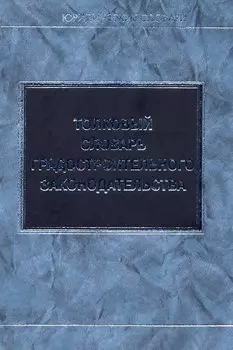 ТОЛКОВЫЙ
СЛОВАРЬ
ГРАДОСТРОИТЕЛЬНОГО
ЗАКОНОДАТЕЛЬСТВА